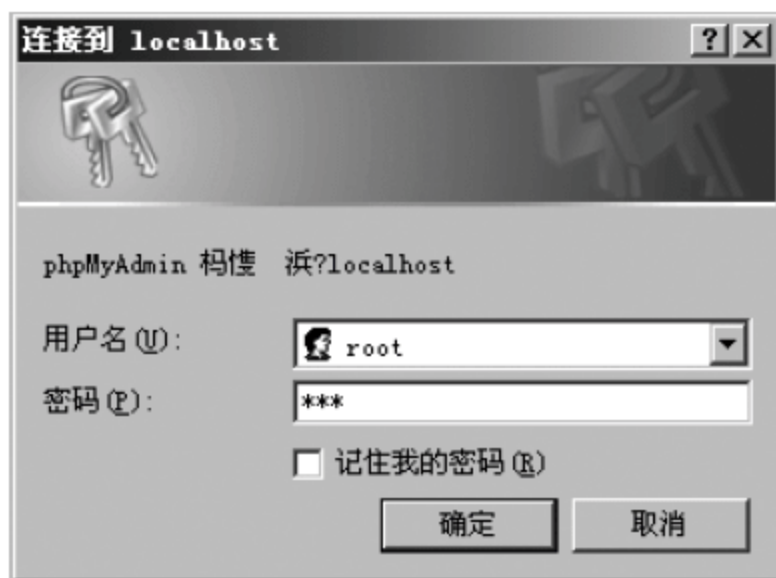 连接到 localhost
phpMyAdmin 杩愯 浜?localhost
用户名(U):
root
密码(P):
***
记住我的密码(R)
确定 取消